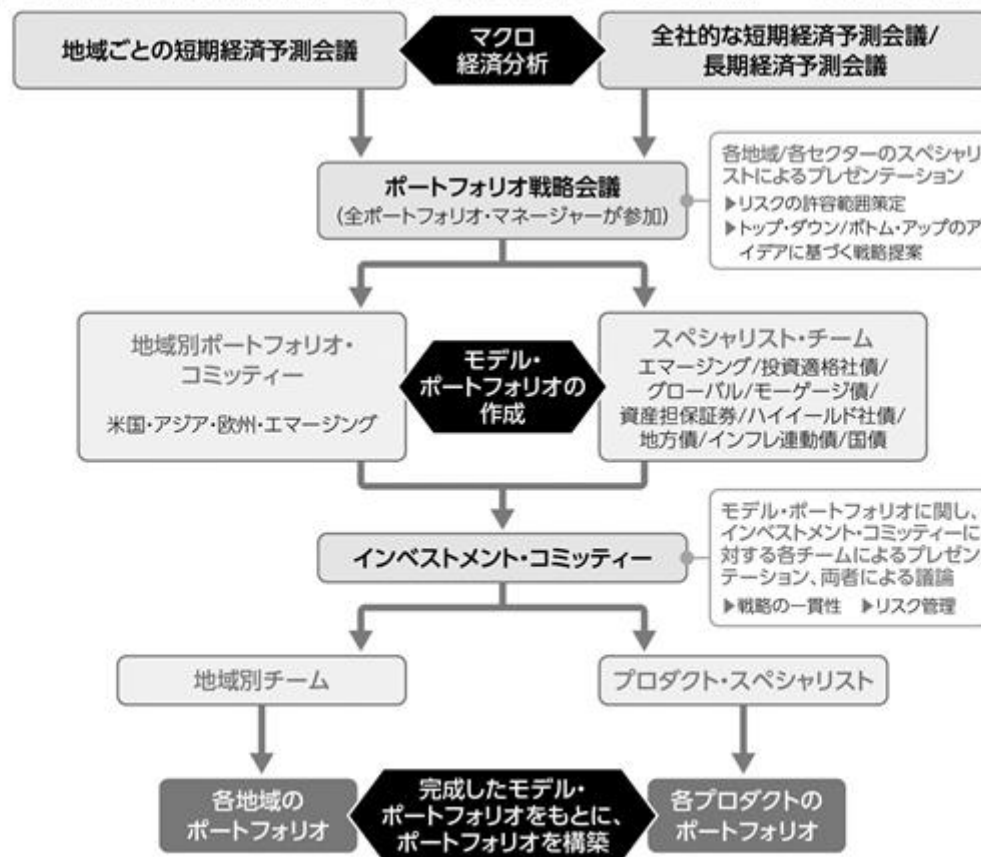 地域ごとの短期経済予測会議
マクロ
経済分析
全社的な短期経済予測会議/
長期経済予測会議
ポートフォリオ戦略会議
(全ポートフォリオ・マネージャーが参加)
各地域/各セクターのスペシャリ
ストによるプレゼンテーション
▶リスクの許容範囲策定
▶トップ・ダウン/ボトム・アップのア
イデアに基づく戦略提案
地域別ポートフォリオ・
コミッティー
米国・アジア・欧州・エマージング
モデル・
ポートフォリオの
作成
スペシャリスト・チーム
エマージング/投資適格社債/
グローバル/モーゲージ債/
資産担保証券/ハイイールド社債/
地方債/インフレ連動債/国債
インベストメント・コミッティー
モデル・ポートフォリオに関し、
インベストメント・コミッティーに
対する各チームによるプレゼン
テーション、両者による議論
▶戦略の一貫性 ▶リスク管理
地域別チーム
プロダクト・スペシャリスト
各地域の
ポートフォリオ
完成したモデル・
ポートフォリオをもとに、
ポートフォリオを構築
各プロダクトの
ポートフォリオ